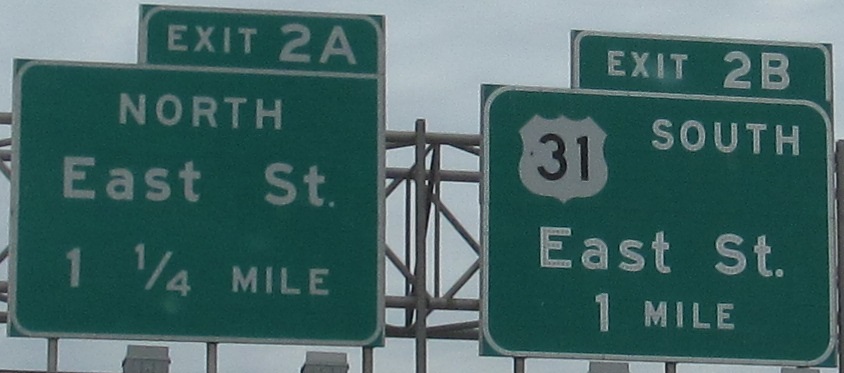 EXIT 2A
NORTH
East St.
1 1/4 MILE
EXIT 2B
31 SOUTH
East St.
1 MILE